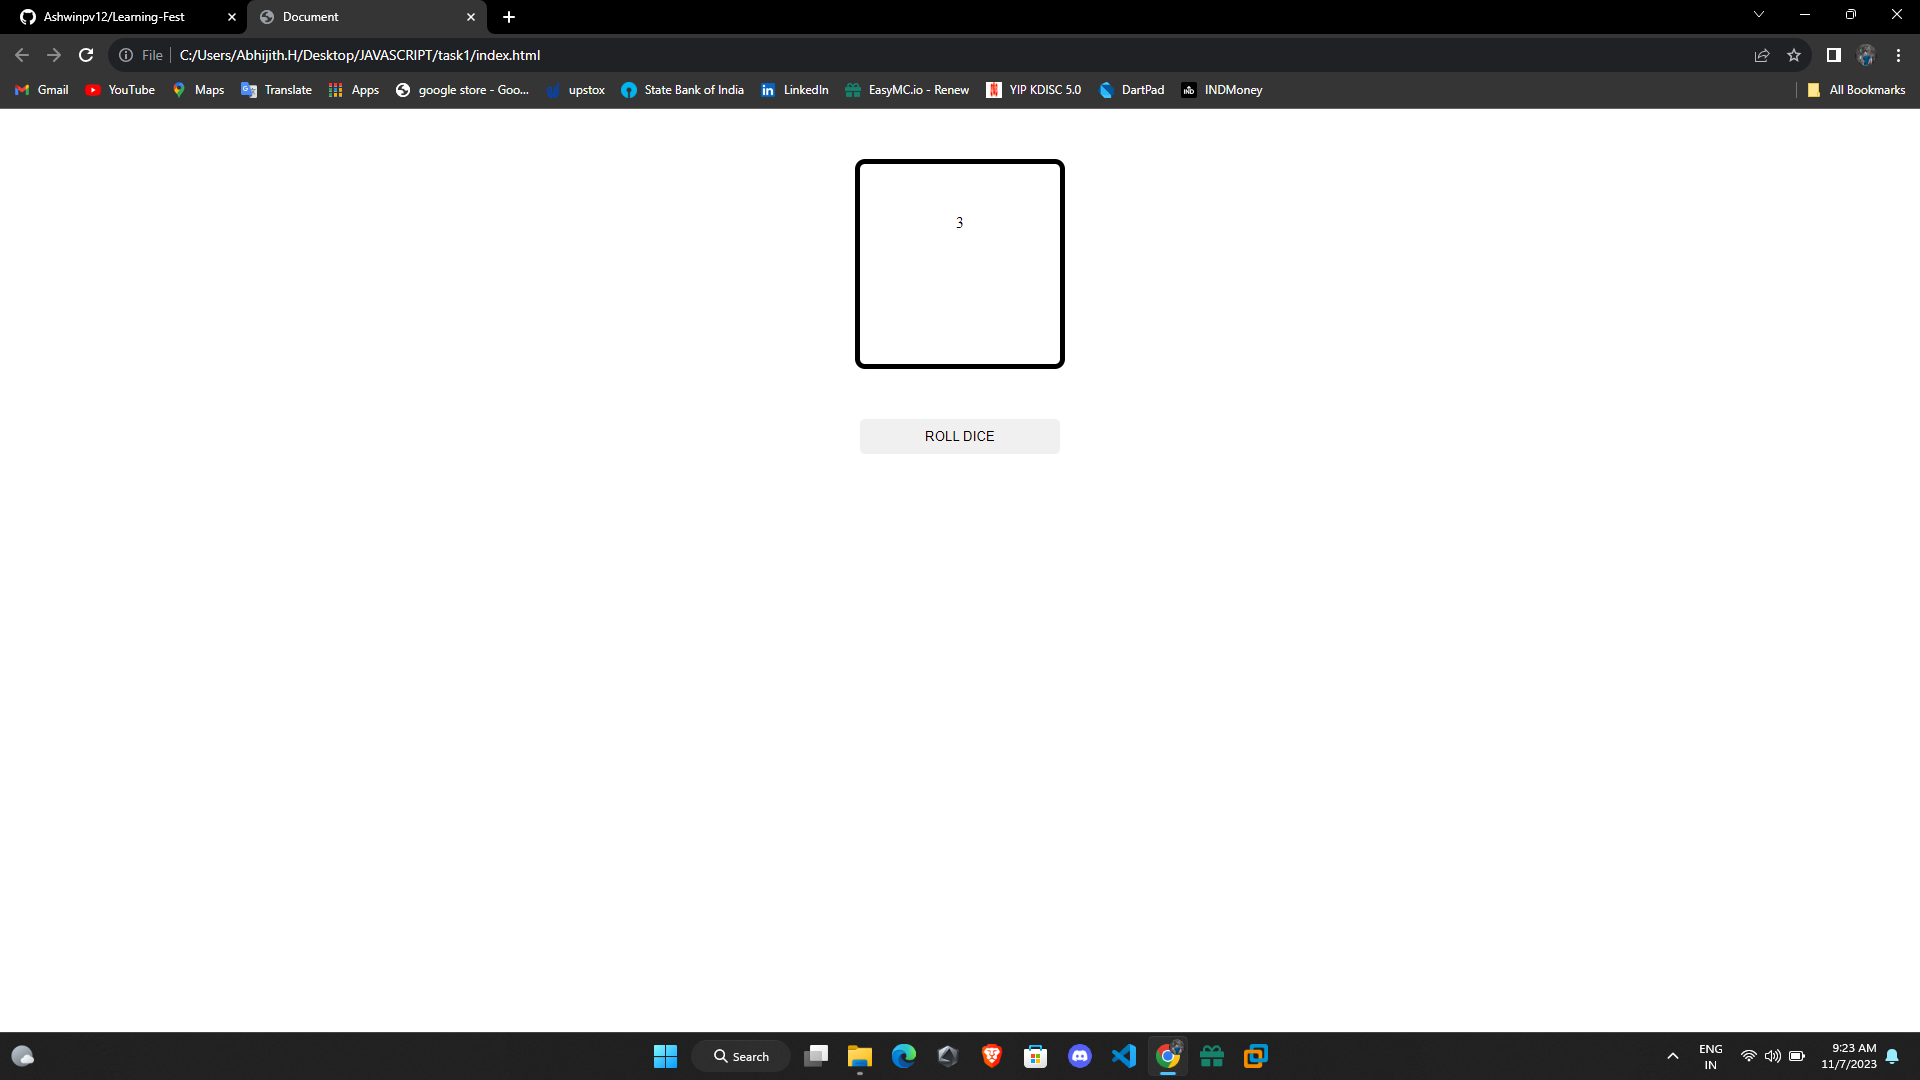 Ashwinpv12/Learning-Fest
Document
File
C:/Users/Abhijith.H/Desktop/JAVASCRIPT/task1/index.html
Gmail
YouTube
Maps
Translate
Apps
google store - Goo...
upstox
State Bank of India
LinkedIn
EasyMC.io - Renew
YIP KDISC 5.0
DartPad
INDMoney
All Bookmarks
3
ROLL DICE
Search
ENG
IN
9:23 AM
11/7/2023